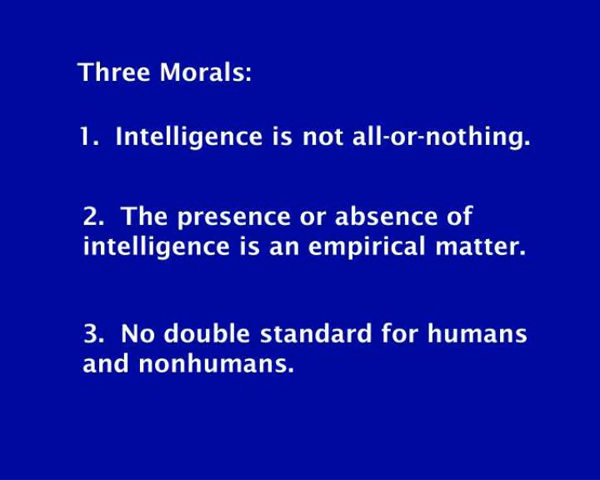 Three Morals:
1. Intelligence is not all-or-nothing.
2. The presence or absence of
intelligence is an empirical matter.
3. No double standard for humans
and nonhumans.